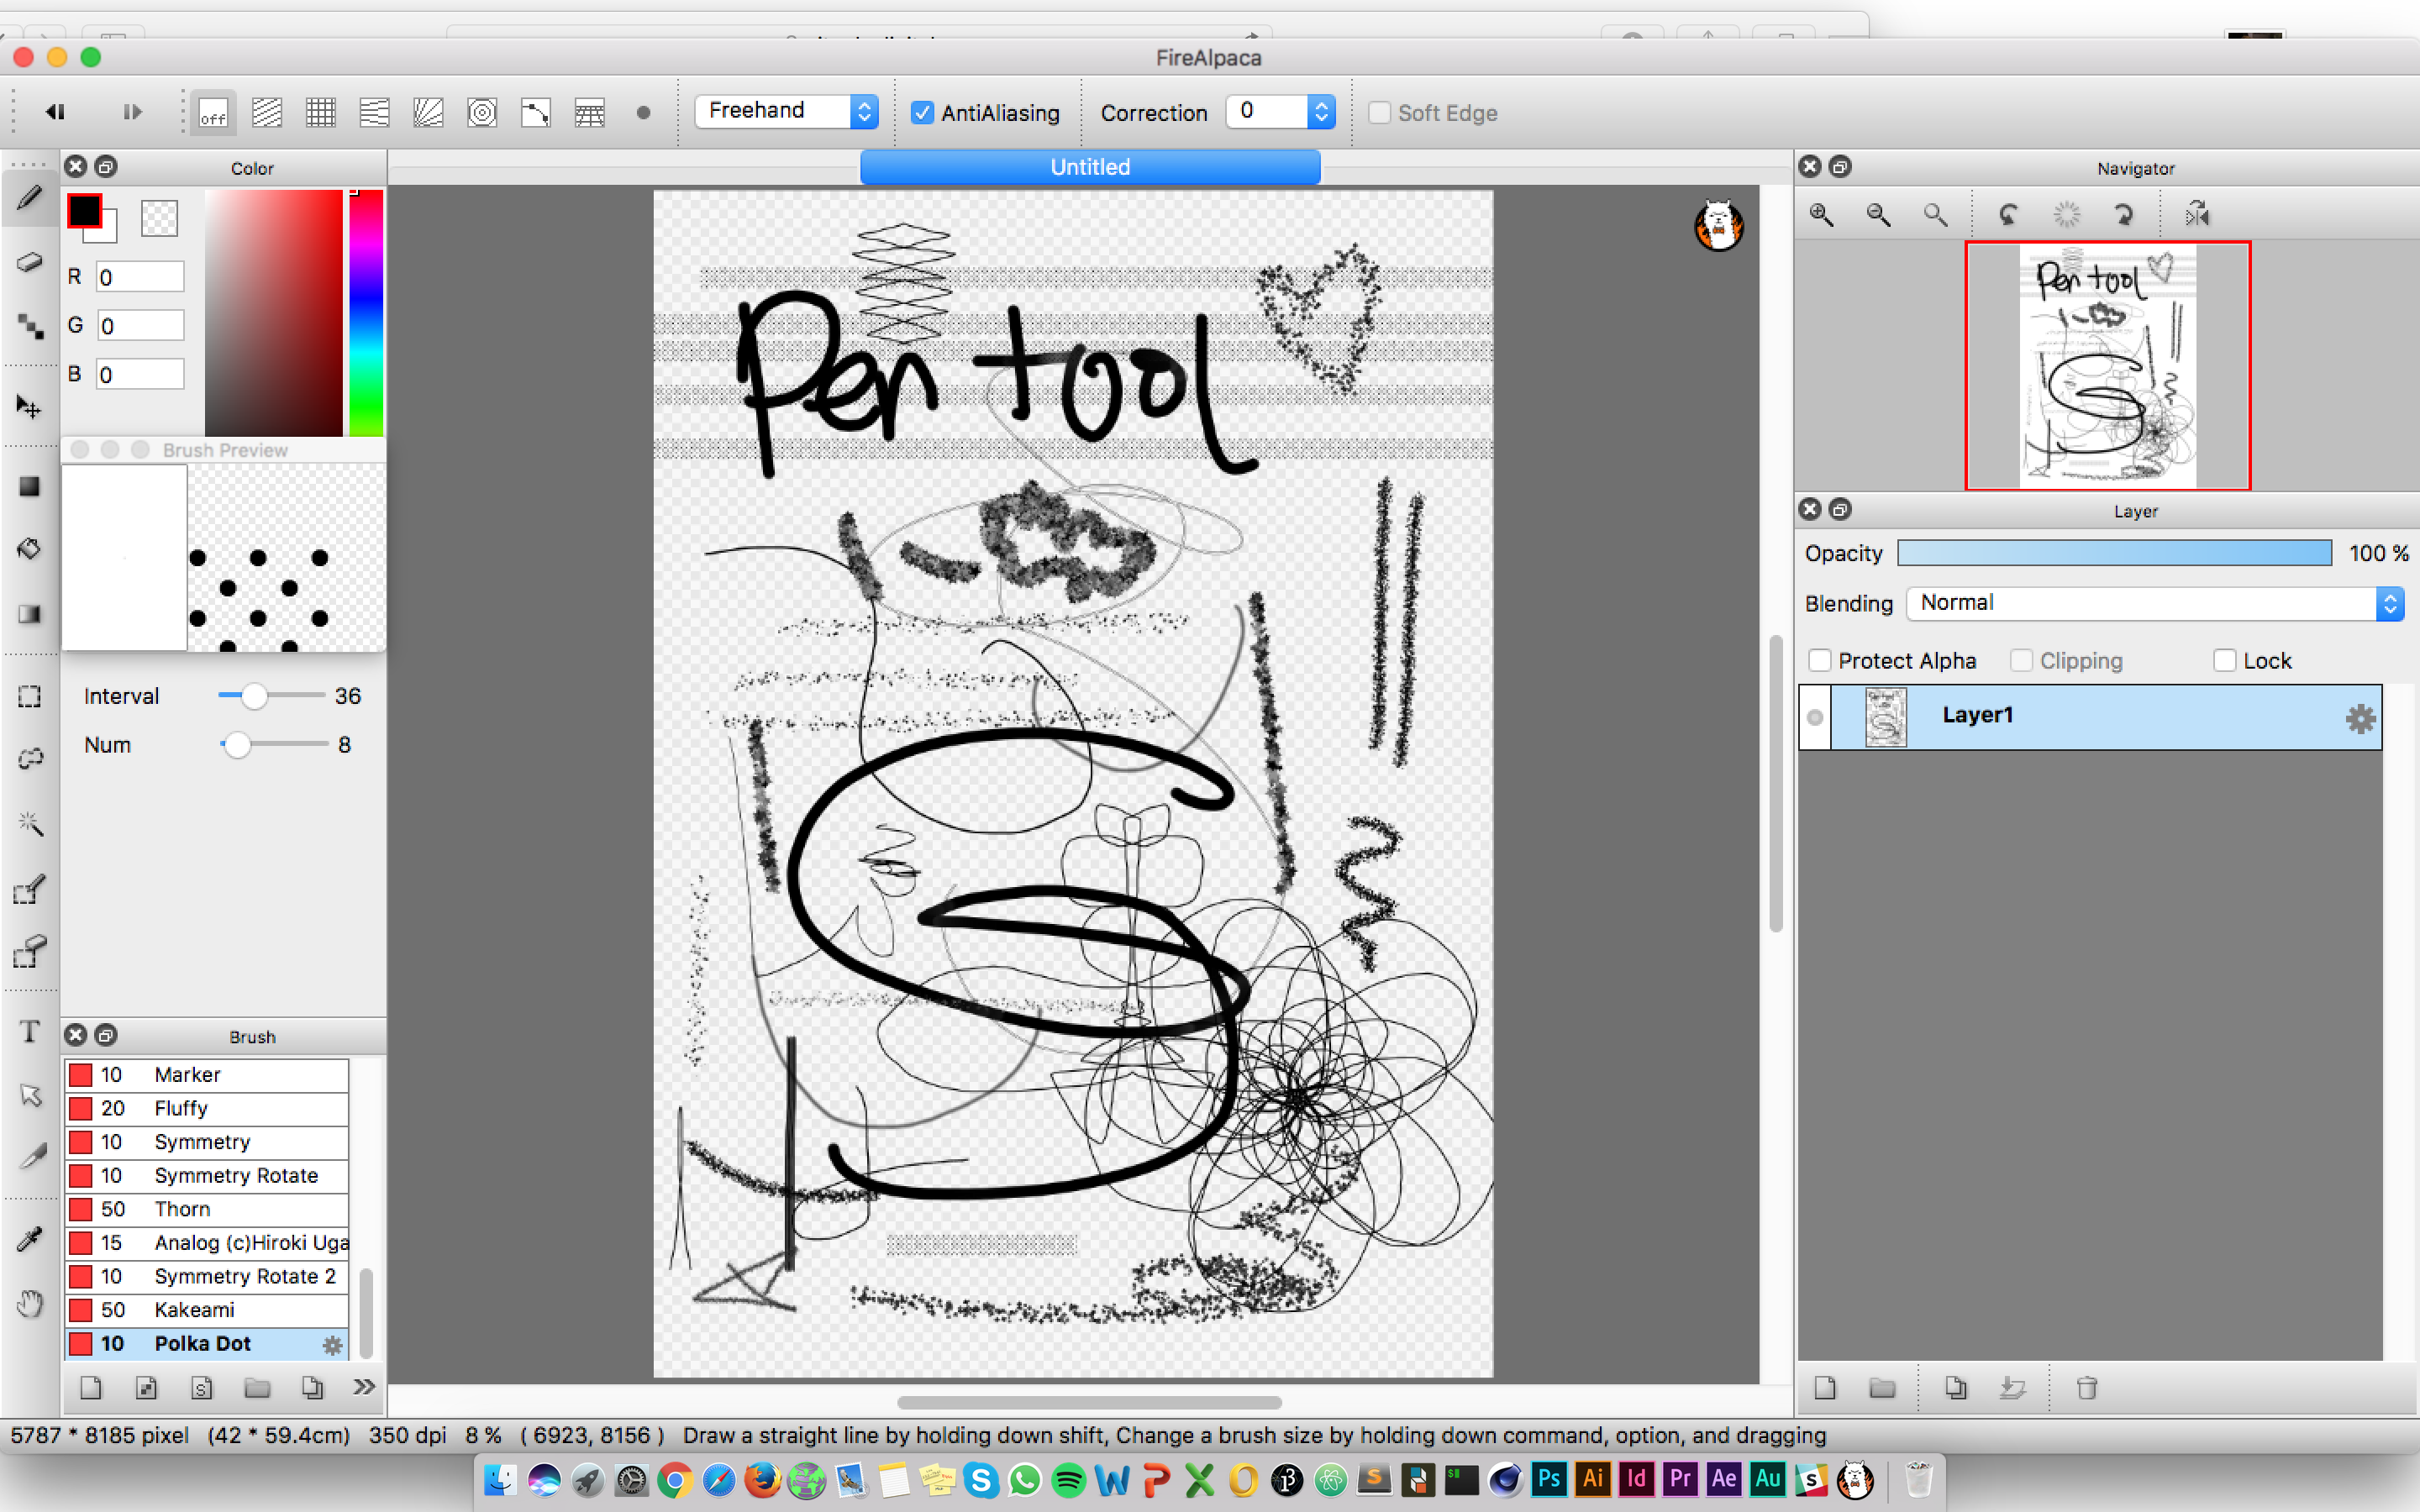 FireAlpaca
off
Freehand
AntiAliasing
Correction
0
Soft Edge
Color
Untitled
Navigator
R 0
G 0
B 0
Pen tool
Brush Preview
Interval 36
Num 8
Layer
Opacity 100 %
Blending Normal
Protect Alpha Clipping Lock
Layer1
Brush
10 Marker
20 Fluffy
10 Symmetry
10 Symmetry Rotate
50 Thorn
15 Analog (c)Hiroki Uga
10 Symmetry Rotate 2
50 Kakeami
10 Polka Dot
T
5787 * 8185 pixel (42 * 59.4cm) 350 dpi 8 % ( 6923, 8156 ) Draw a straight line by holding down shift, Change a brush size by holding down command, option, and dragging
Ps Ai Id Pr Ae Au